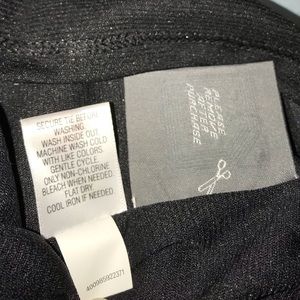 SECURE TIE BEFORE
WASHING.
WASH INSIDE OUT.
MACHINE WASH COLD
WITH LIKE COLORS.
GENTLE CYCLE.
ONLY NON-CHLORINE
BLEACH WHEN NEEDED.
FLAT DRY.
COOL IRON IF NEEDED.
PLEASE
REMOVE
AFTER
PURCHASE
400985922371